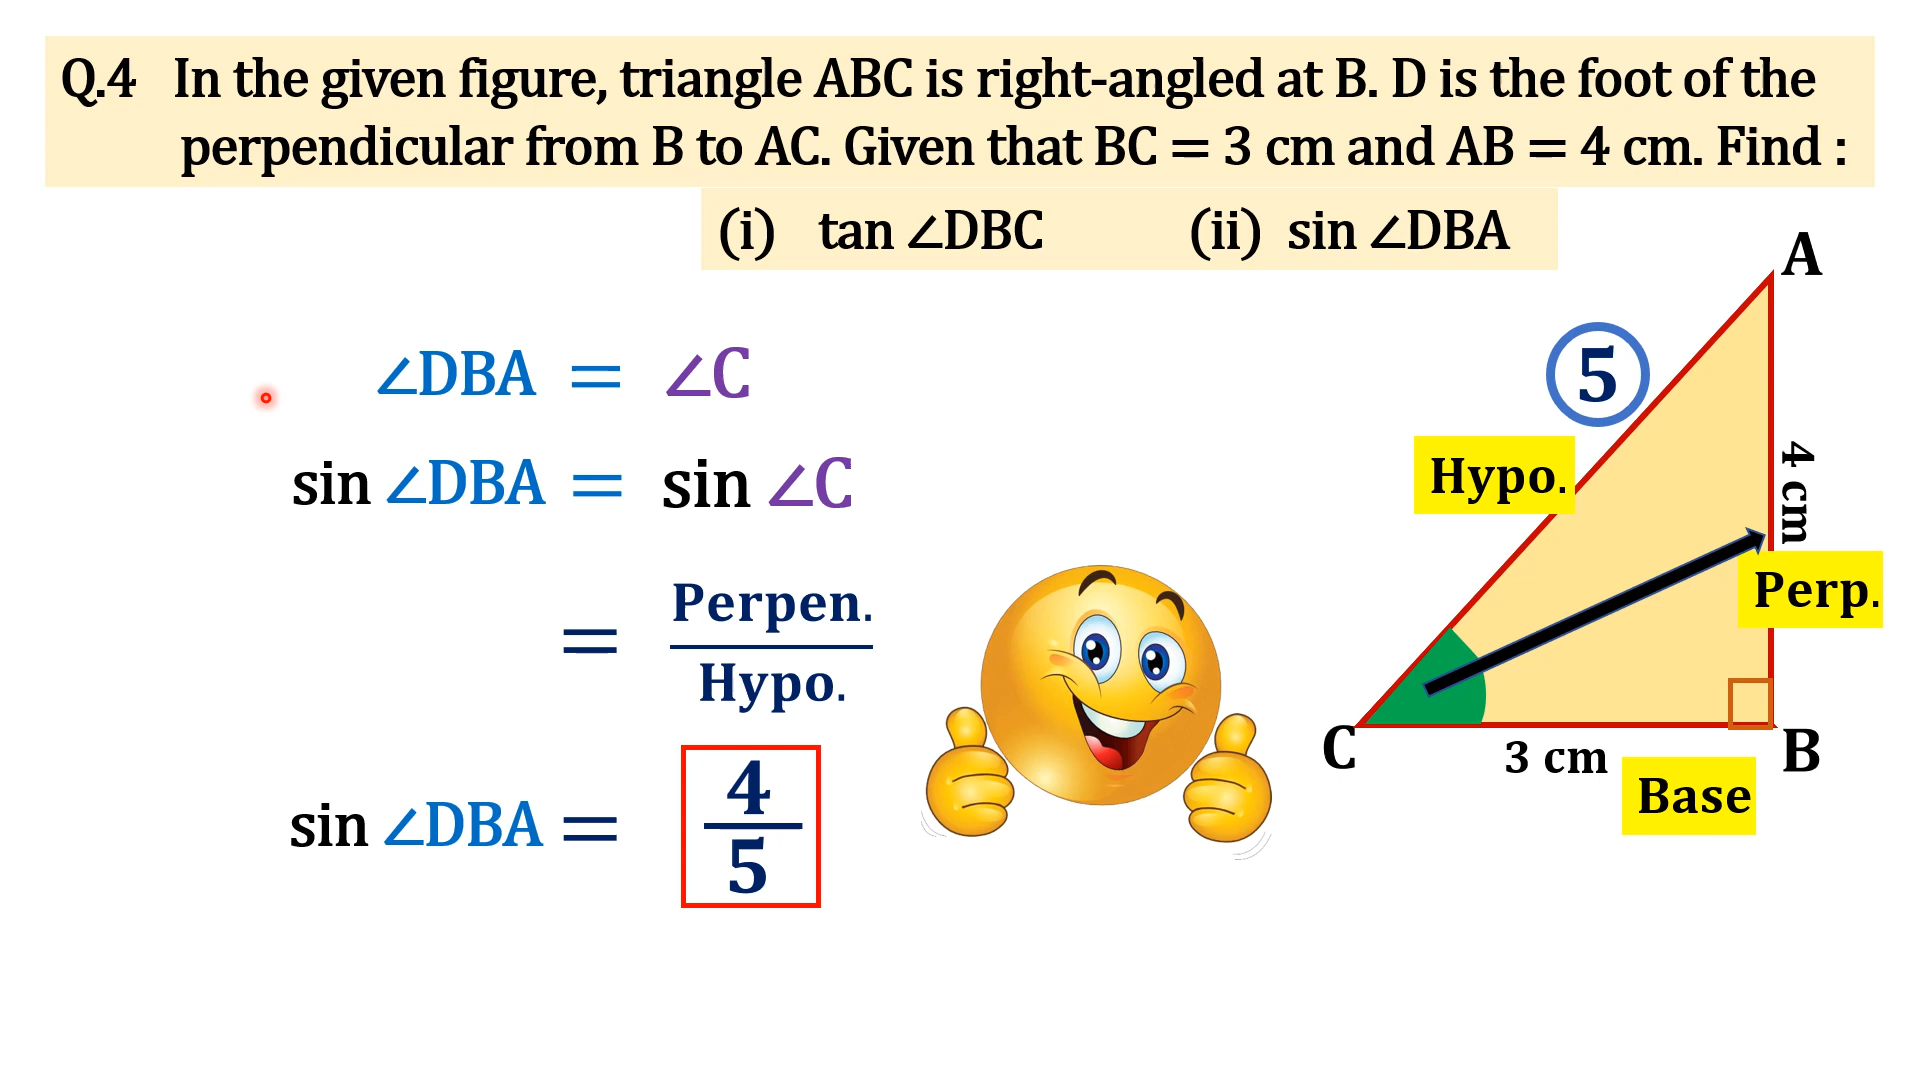 Q.4 In the given figure, triangle ABC is right-angled at B. D is the foot of the
perpendicular from B to AC. Given that BC = 3 cm and AB = 4 cm. Find :
(i) tan ∠DBC (ii) sin ∠DBA
∠DBA = ∠C
sin ∠DBA = sin ∠C
= Perpen.
Hypo.
sin ∠DBA = 4
5
A
5
Hypo.
4 cm
Perp.
C
3 cm
B
Base